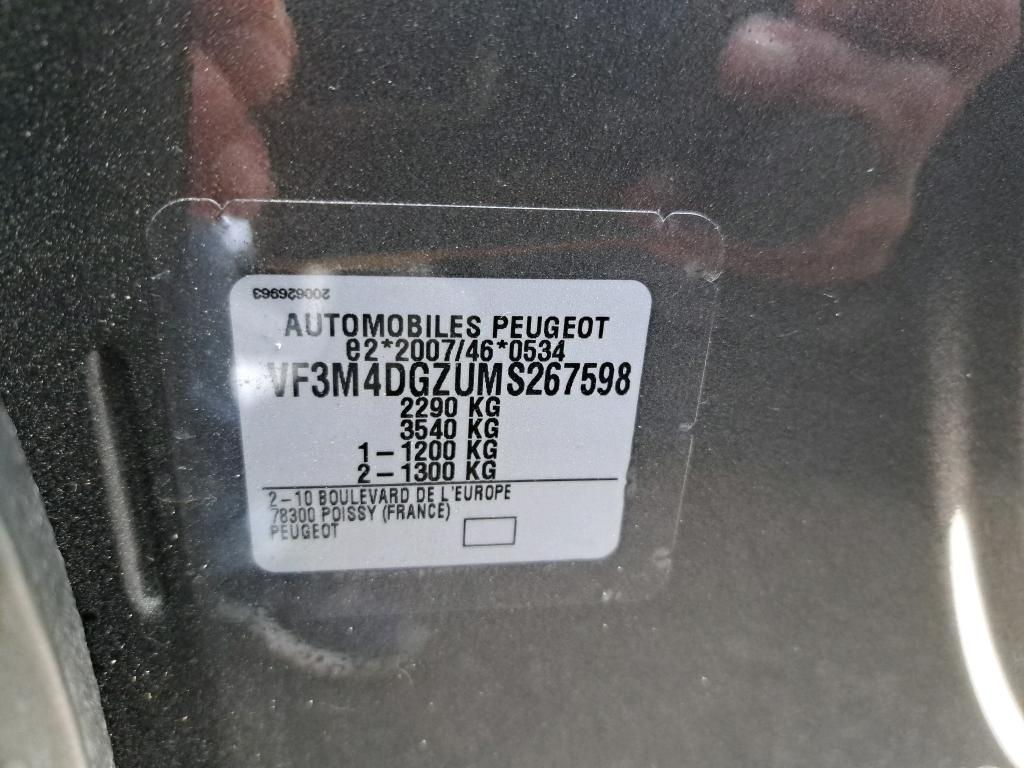 200626963
AUTOMOBILES PEUGEOT
e2*2007/46*0534
VF3M4DGZUMS267598
2290 KG
3540 KG
1-1200 KG
2-1300 KG
2-10 BOULEVARD DE L'EUROPE
78300 POISSY (FRANCE)
PEUGEOT